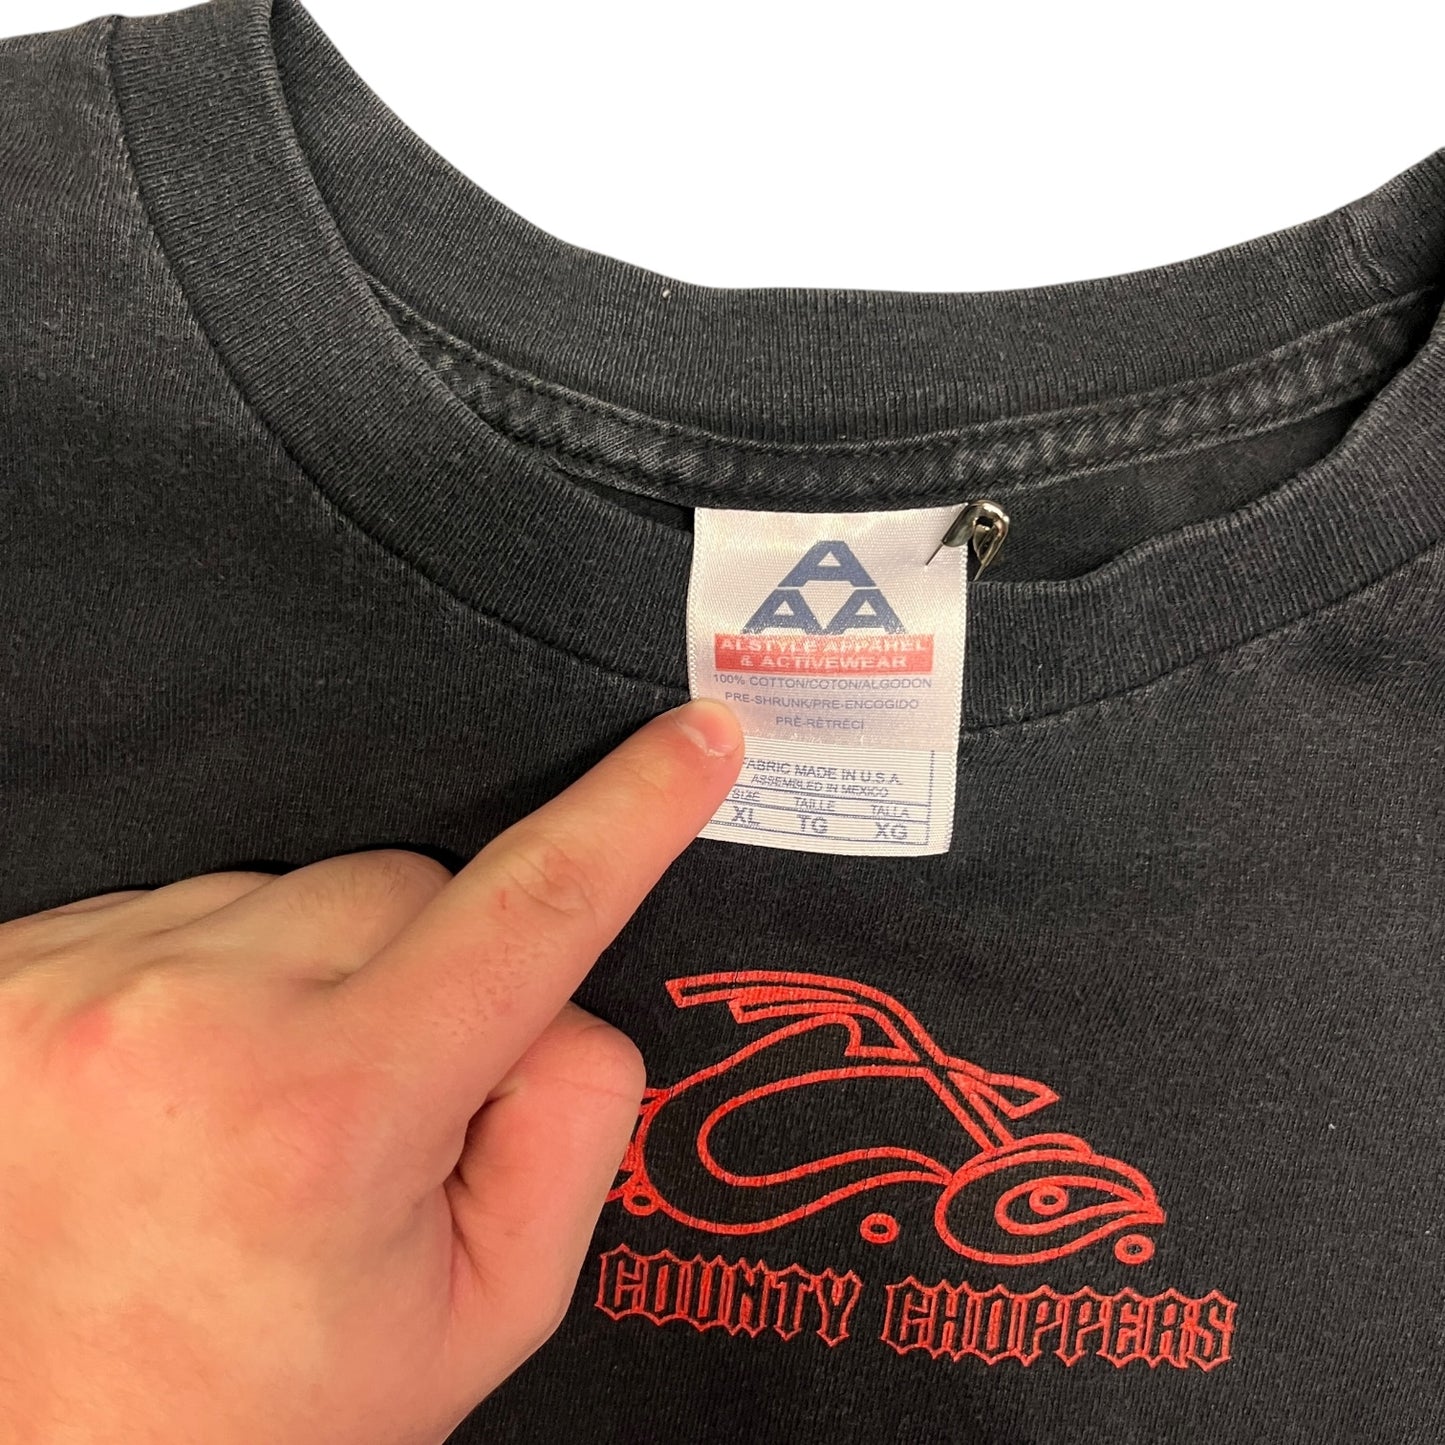 A
A A
ALSTYLE APPAREL
& ACTIVEWEAR
100% COTTON/COTON/ALGODON
PRE-SHRUNK/PRE-ENCOGIDO
PRÉ-RÉTRÉCI
FABRIC MADE IN U.S.A.
ASSEMBLED IN MEXICO
SIZE TAILLE TALLA
XL TG XG
COUNTY CHOPPERS